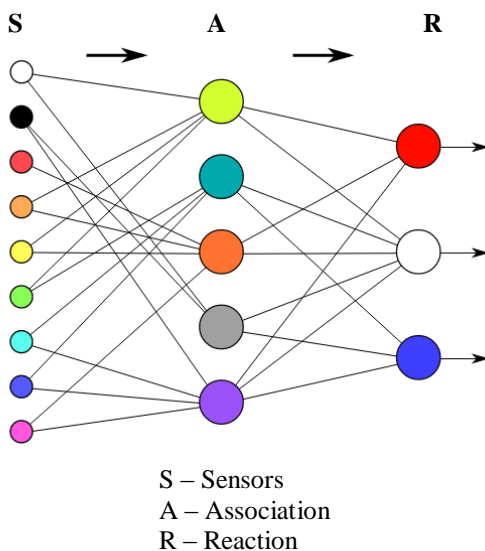 S A R
S – Sensors
A – Association
R – Reaction